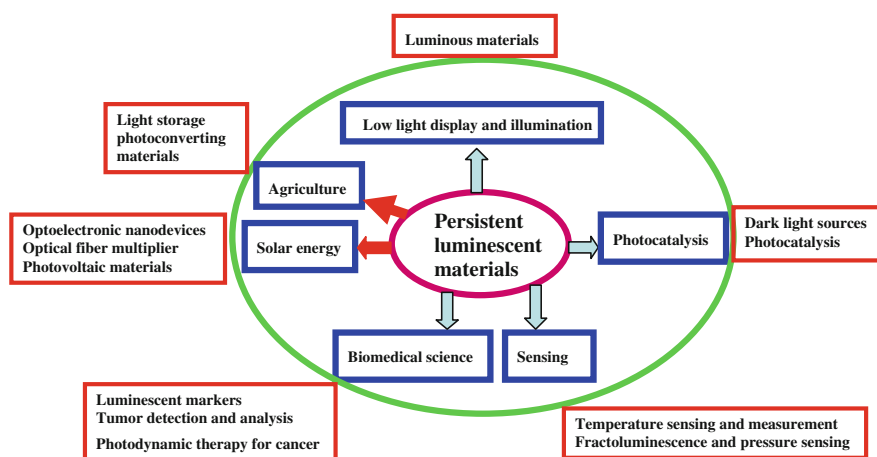 Luminous materials
Light storage
photoconverting
materials
Low light display and illumination
Agriculture
Optoelectronic nanodevices
Optical fiber multiplier
Photovoltaic materials
Solar energy
Persistent
luminescent
materials
Photocatalysis
Dark light sources
Photocatalysis
Biomedical science
Sensing
Luminescent markers
Tumor detection and analysis
Photodynamic therapy for cancer
Temperature sensing and measurement
Fractoluminescence and pressure sensing